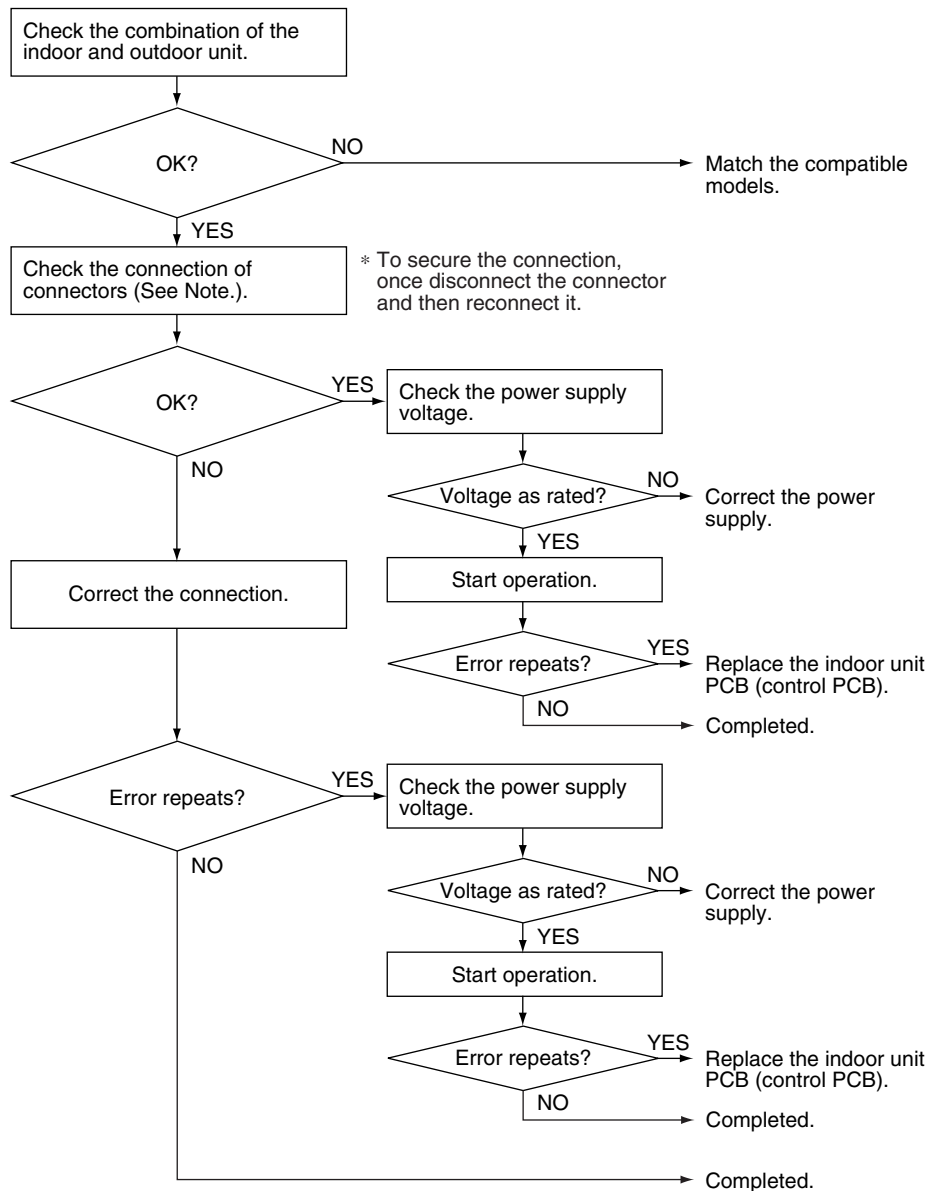 Check the combination of the
indoor and outdoor unit.
OK?
NO
Match the compatible
models.
YES
Check the connection of
connectors (See Note.).
* To secure the connection,
once disconnect the connector
and then reconnect it.
OK?
YES
Check the power supply
voltage.
NO
Voltage as rated?
NO
Correct the power
supply.
YES
Start operation.
Correct the connection.
Error repeats?
YES
Replace the indoor unit
PCB (control PCB).
NO
Completed.
Error repeats?
YES
Check the power supply
voltage.
NO
Voltage as rated?
NO
Correct the power
supply.
YES
Start operation.
Error repeats?
YES
Replace the indoor unit
PCB (control PCB).
NO
Completed.
Completed.